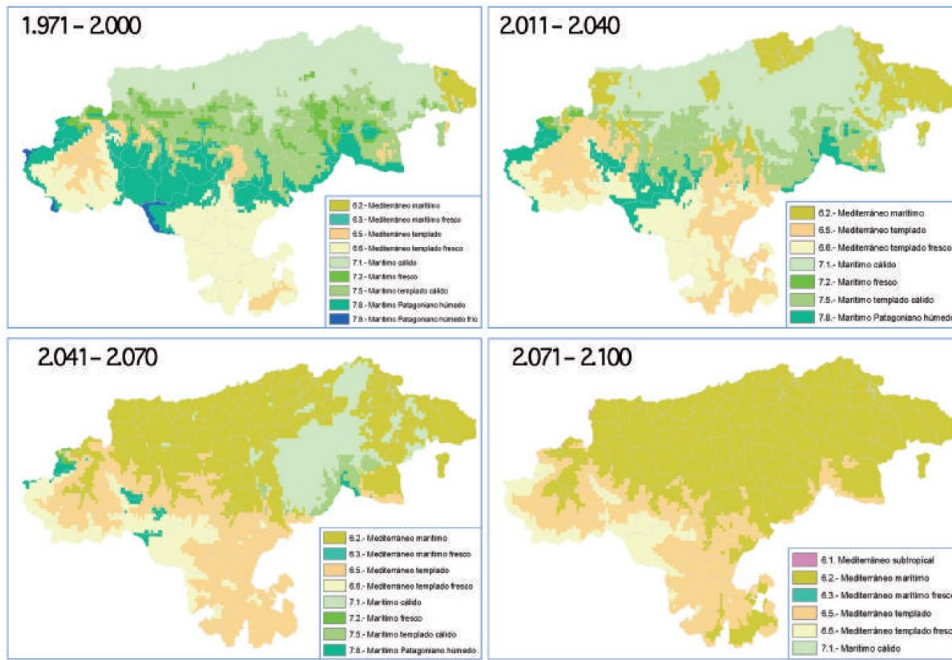 1.971 – 2.000
6.2.- Mediterráneo marítimo
6.3.- Mediterráneo marítimo fresco
6.5.- Mediterráneo templado
6.6.- Mediterráneo templado fresco
7.1.- Marítimo cálido
7.2.- Marítimo fresco
7.5.- Marítimo templado cálido
7.8.- Marítimo Patagoniano húmedo
7.9.- Marítimo Patagoniano húmedo frío
2.011 – 2.040
6.2.- Mediterráneo marítimo
6.5.- Mediterráneo templado
6.6.- Mediterráneo templado fresco
7.1.- Marítimo cálido
7.2.- Marítimo fresco
7.5.- Marítimo templado cálido
7.8.- Marítimo Patagoniano húmedo
2.041 – 2.070
6.2.- Mediterráneo marítimo
6.3.- Mediterráneo marítimo fresco
6.5.- Mediterráneo templado
6.6.- Mediterráneo templado fresco
7.1.- Marítimo cálido
7.2.- Marítimo fresco
7.5.- Marítimo templado cálido
7.8.- Marítimo Patagoniano húmedo
2.071 – 2.100
6.1. Mediterráneo subtropical
6.2.- Mediterráneo marítimo
6.3.- Mediterráneo marítimo fresco
6.5.- Mediterráneo templado
6.6.- Mediterráneo templado fresco
7.1.- Marítimo cálido